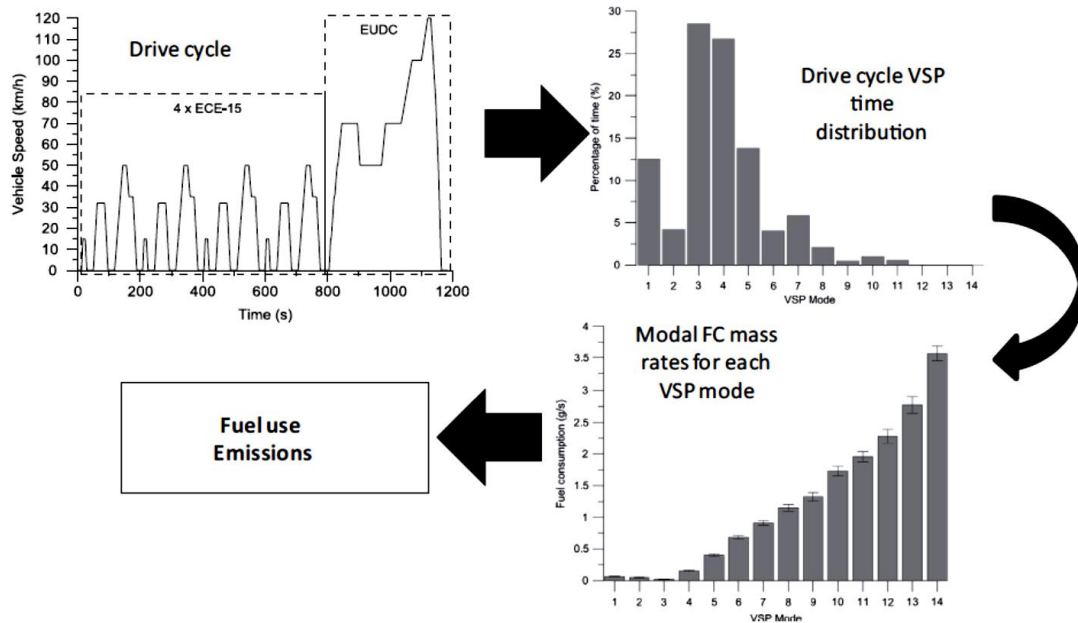 Drive cycle
EUDC
4 x ECE-15
Vehicle Speed (km/h)
120
110
100
90
80
70
60
50
40
30
20
10
0
0 200 400 600 800 1000 1200
Time (s)
Drive cycle VSP
time
distribution
Percentage of time (%)
30
25
20
15
10
5
0
1 2 3 4 5 6 7 8 9 10 11 12 13 14
VSP Mode
Modal FC mass
rates for each
VSP mode
Fuel consumption (g/s)
4
3.5
3
2.5
2
1.5
1
0.5
0
1 2 3 4 5 6 7 8 9 10 11 12 13 14
VSP Mode
Fuel use
Emissions